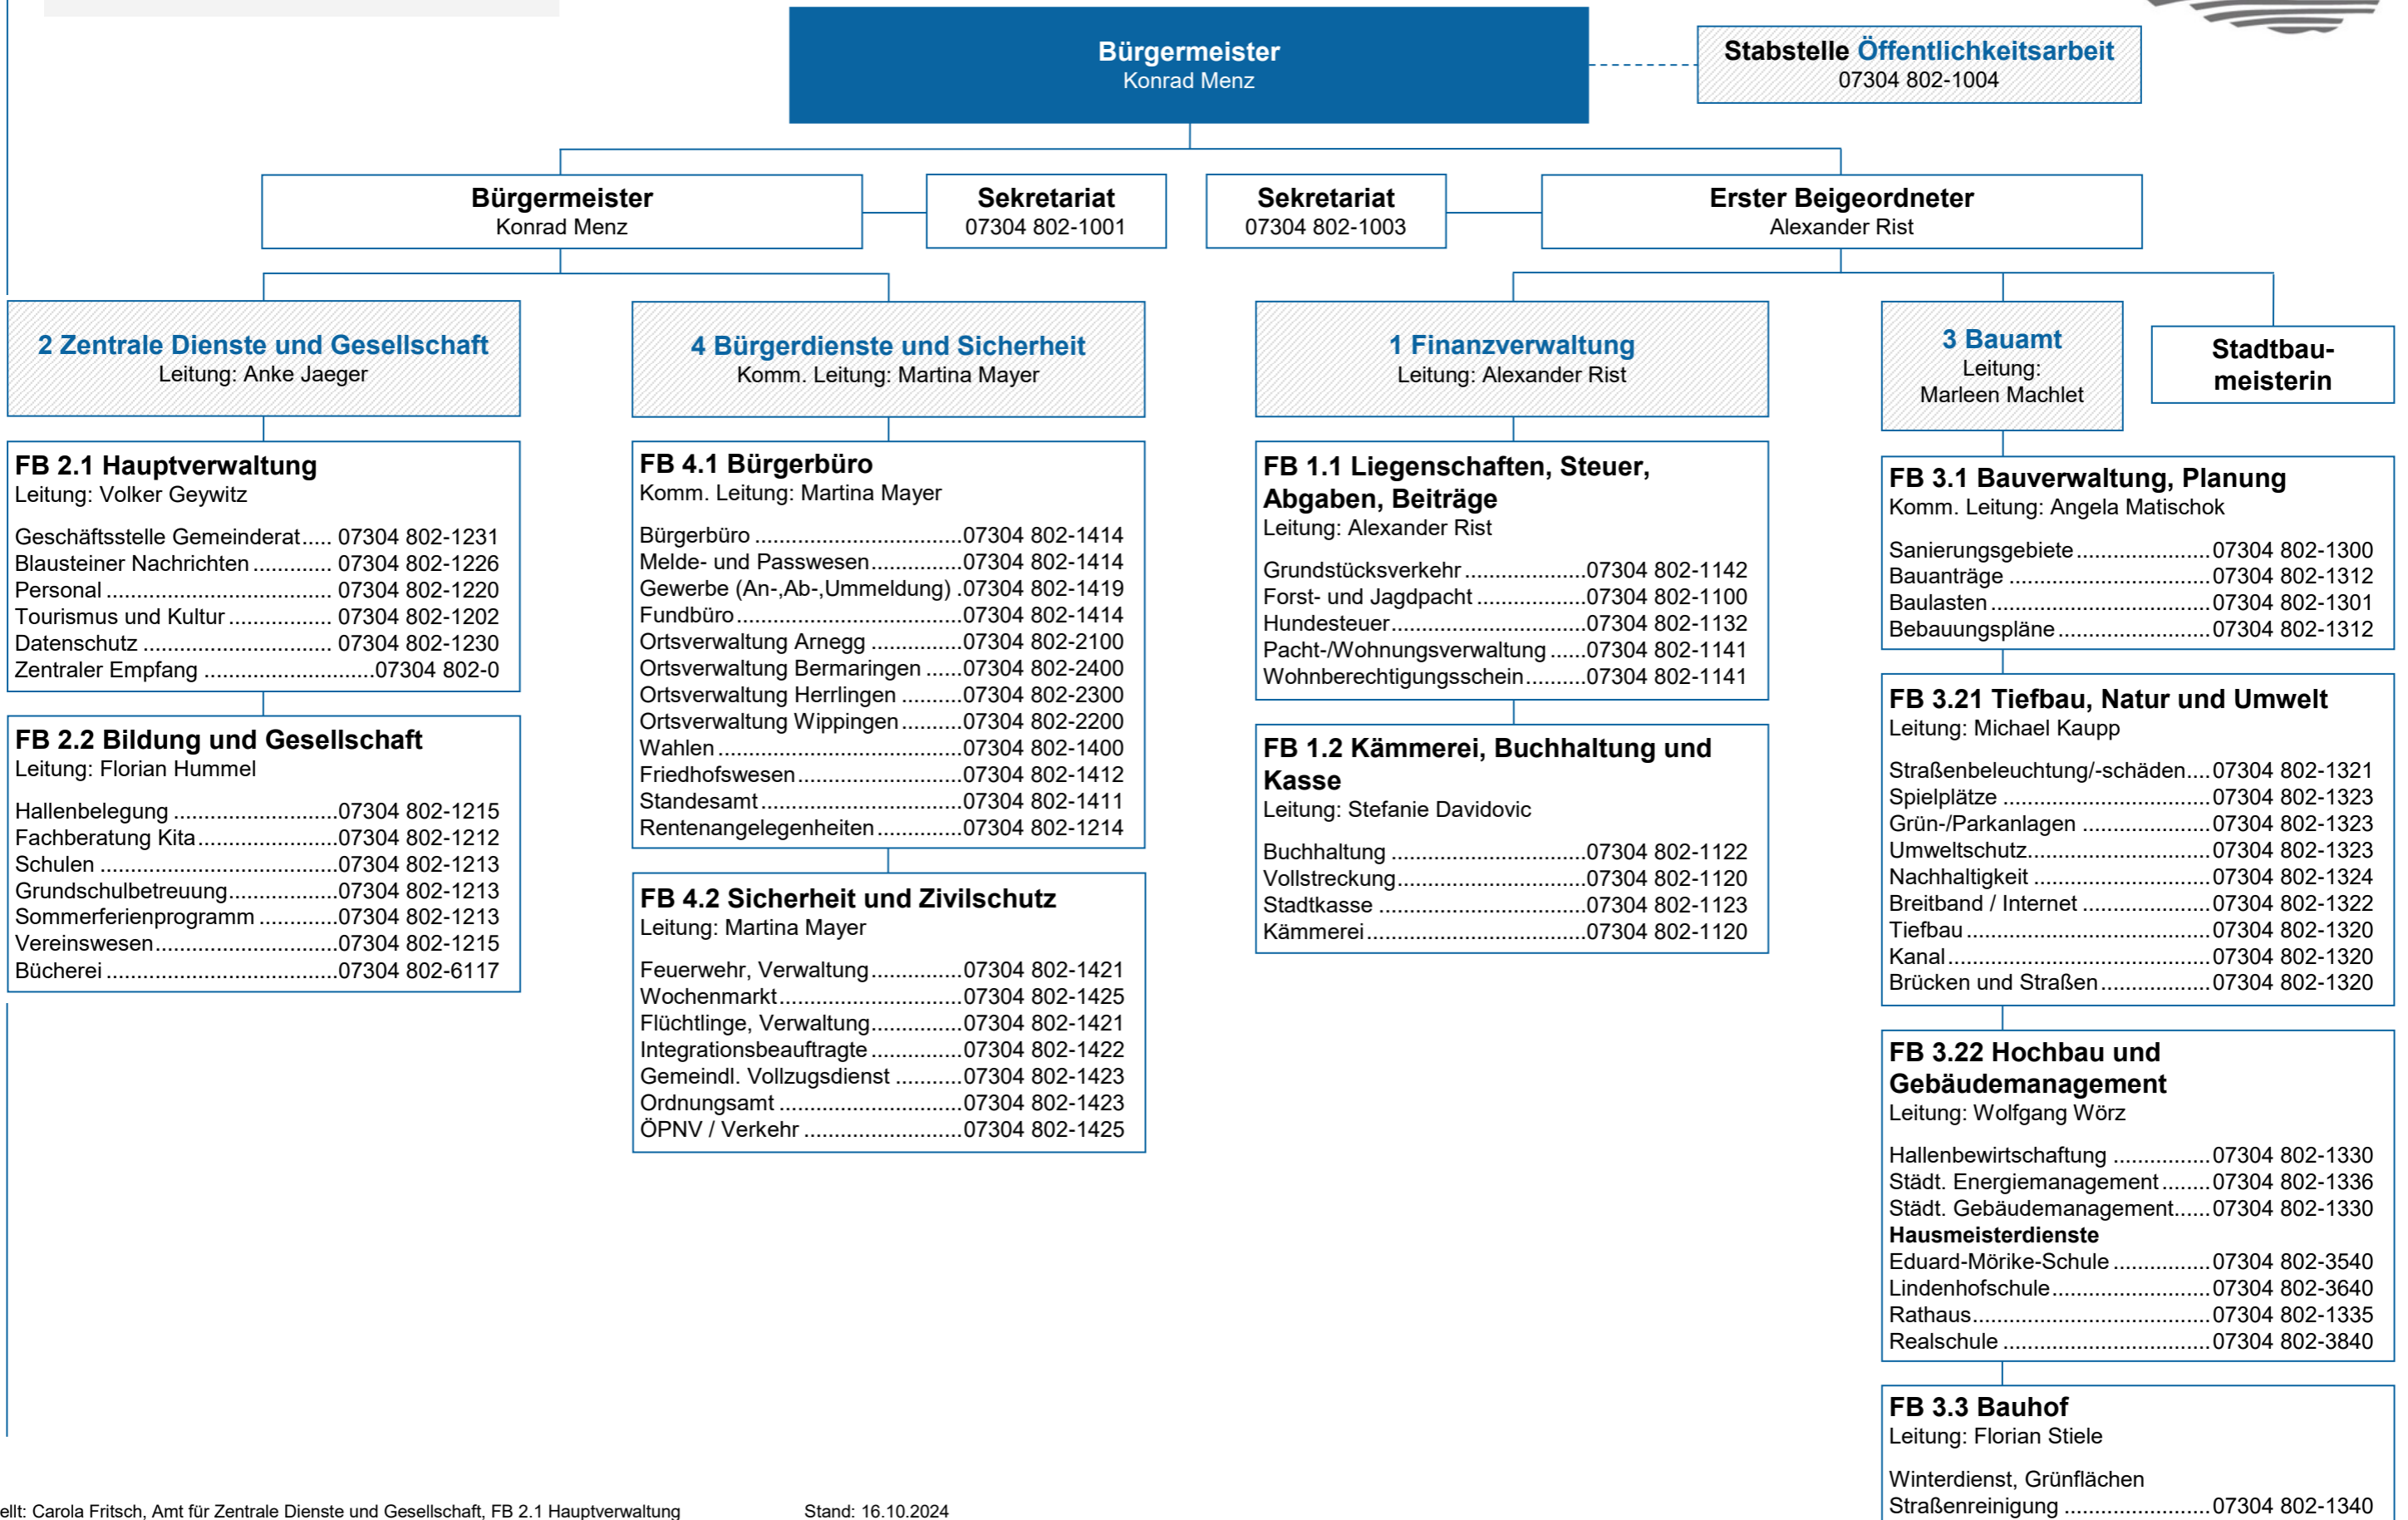 Bürgermeister
Konrad Menz
Stabstelle Öffentlichkeitsarbeit
07304 802-1004
Bürgermeister
Konrad Menz
Sekretariat
07304 802-1001
Sekretariat
07304 802-1003
Erster Beigeordneter
Alexander Rist
2 Zentrale Dienste und Gesellschaft
Leitung: Anke Jaeger
FB 2.1 Hauptverwaltung
Leitung: Volker Geywitz
Geschäftsstelle Gemeinderat..... 07304 802-1231
Blausteiner Nachrichten ............. 07304 802-1226
Personal ..................................... 07304 802-1220
Tourismus und Kultur ................. 07304 802-1202
Datenschutz ............................... 07304 802-1230
Zentraler Empfang ............................07304 802-0
FB 2.2 Bildung und Gesellschaft
Leitung: Florian Hummel
Hallenbelegung ...........................07304 802-1215
Fachberatung Kita.......................07304 802-1212
Schulen .......................................07304 802-1213
Grundschulbetreuung..................07304 802-1213
Sommerferienprogramm .............07304 802-1213
Vereinswesen..............................07304 802-1215
Bücherei ......................................07304 802-6117
4 Bürgerdienste und Sicherheit
Komm. Leitung: Martina Mayer
FB 4.1 Bürgerbüro
Komm. Leitung: Martina Mayer
Bürgerbüro ..................................07304 802-1414
Melde- und Passwesen...............07304 802-1414
Gewerbe (An-,Ab-,Ummeldung) .07304 802-1419
Fundbüro.....................................07304 802-1414
Ortsverwaltung Arnegg ...............07304 802-2100
Ortsverwaltung Bermaringen ......07304 802-2400
Ortsverwaltung Herrlingen ..........07304 802-2300
Ortsverwaltung Wippingen..........07304 802-2200
Wahlen ........................................07304 802-1400
Friedhofswesen...........................07304 802-1412
Standesamt.................................07304 802-1411
Rentenangelegenheiten..............07304 802-1214
FB 4.2 Sicherheit und Zivilschutz
Leitung: Martina Mayer
Feuerwehr, Verwaltung...............07304 802-1421
Wochenmarkt..............................07304 802-1425
Flüchtlinge, Verwaltung...............07304 802-1421
Integrationsbeauftragte ...............07304 802-1422
Gemeindl. Vollzugsdienst ...........07304 802-1423
Ordnungsamt ..............................07304 802-1423
ÖPNV / Verkehr ..........................07304 802-1425
1 Finanzverwaltung
Leitung: Alexander Rist
FB 1.1 Liegenschaften, Steuer,
Abgaben, Beiträge
Leitung: Alexander Rist
Grundstücksverkehr ....................07304 802-1142
Forst- und Jagdpacht ..................07304 802-1100
Hundesteuer................................07304 802-1132
Pacht-/Wohnungsverwaltung ......07304 802-1141
Wohnberechtigungsschein..........07304 802-1141
FB 1.2 Kämmerei, Buchhaltung und
Kasse
Leitung: Stefanie Davidovic
Buchhaltung ................................07304 802-1122
Vollstreckung...............................07304 802-1120
Stadtkasse ..................................07304 802-1123
Kämmerei....................................07304 802-1120
3 Bauamt
Leitung:
Marleen Machlet
Stadtbau-
meisterin
FB 3.1 Bauverwaltung, Planung
Komm. Leitung: Angela Matischok
Sanierungsgebiete......................07304 802-1300
Bauanträge .................................07304 802-1312
Baulasten....................................07304 802-1301
Bebauungspläne.........................07304 802-1312
FB 3.21 Tiefbau, Natur und Umwelt
Leitung: Michael Kaupp
Straßenbeleuchtung/-schäden....07304 802-1321
Spielplätze ..................................07304 802-1323
Grün-/Parkanlagen .....................07304 802-1323
Umweltschutz..............................07304 802-1323
Nachhaltigkeit .............................07304 802-1324
Breitband / Internet .....................07304 802-1322
Tiefbau........................................07304 802-1320
Kanal...........................................07304 802-1320
Brücken und Straßen..................07304 802-1320
FB 3.22 Hochbau und
Gebäudemanagement
Leitung: Wolfgang Wörz
Hallenbewirtschaftung ................07304 802-1330
Städt. Energiemanagement........07304 802-1336
Städt. Gebäudemanagement......07304 802-1330
Hausmeisterdienste
Eduard-Mörike-Schule ................07304 802-3540
Lindenhofschule..........................07304 802-3640
Rathaus.......................................07304 802-1335
Realschule ..................................07304 802-3840
FB 3.3 Bauhof
Leitung: Florian Stiele
Winterdienst, Grünflächen
Straßenreinigung ........................07304 802-1340
ellt: Carola Fritsch, Amt für Zentrale Dienste und Gesellschaft, FB 2.1 Hauptverwaltung
Stand: 16.10.2024